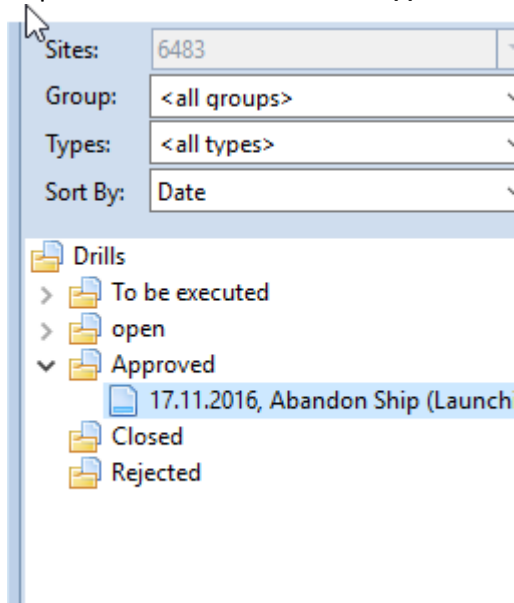 Sites: 6483
Group: <all groups>
Types: <all types>
Sort By: Date
Drills
To be executed
open
Approved
17.11.2016, Abandon Ship (Launch
Closed
Rejected